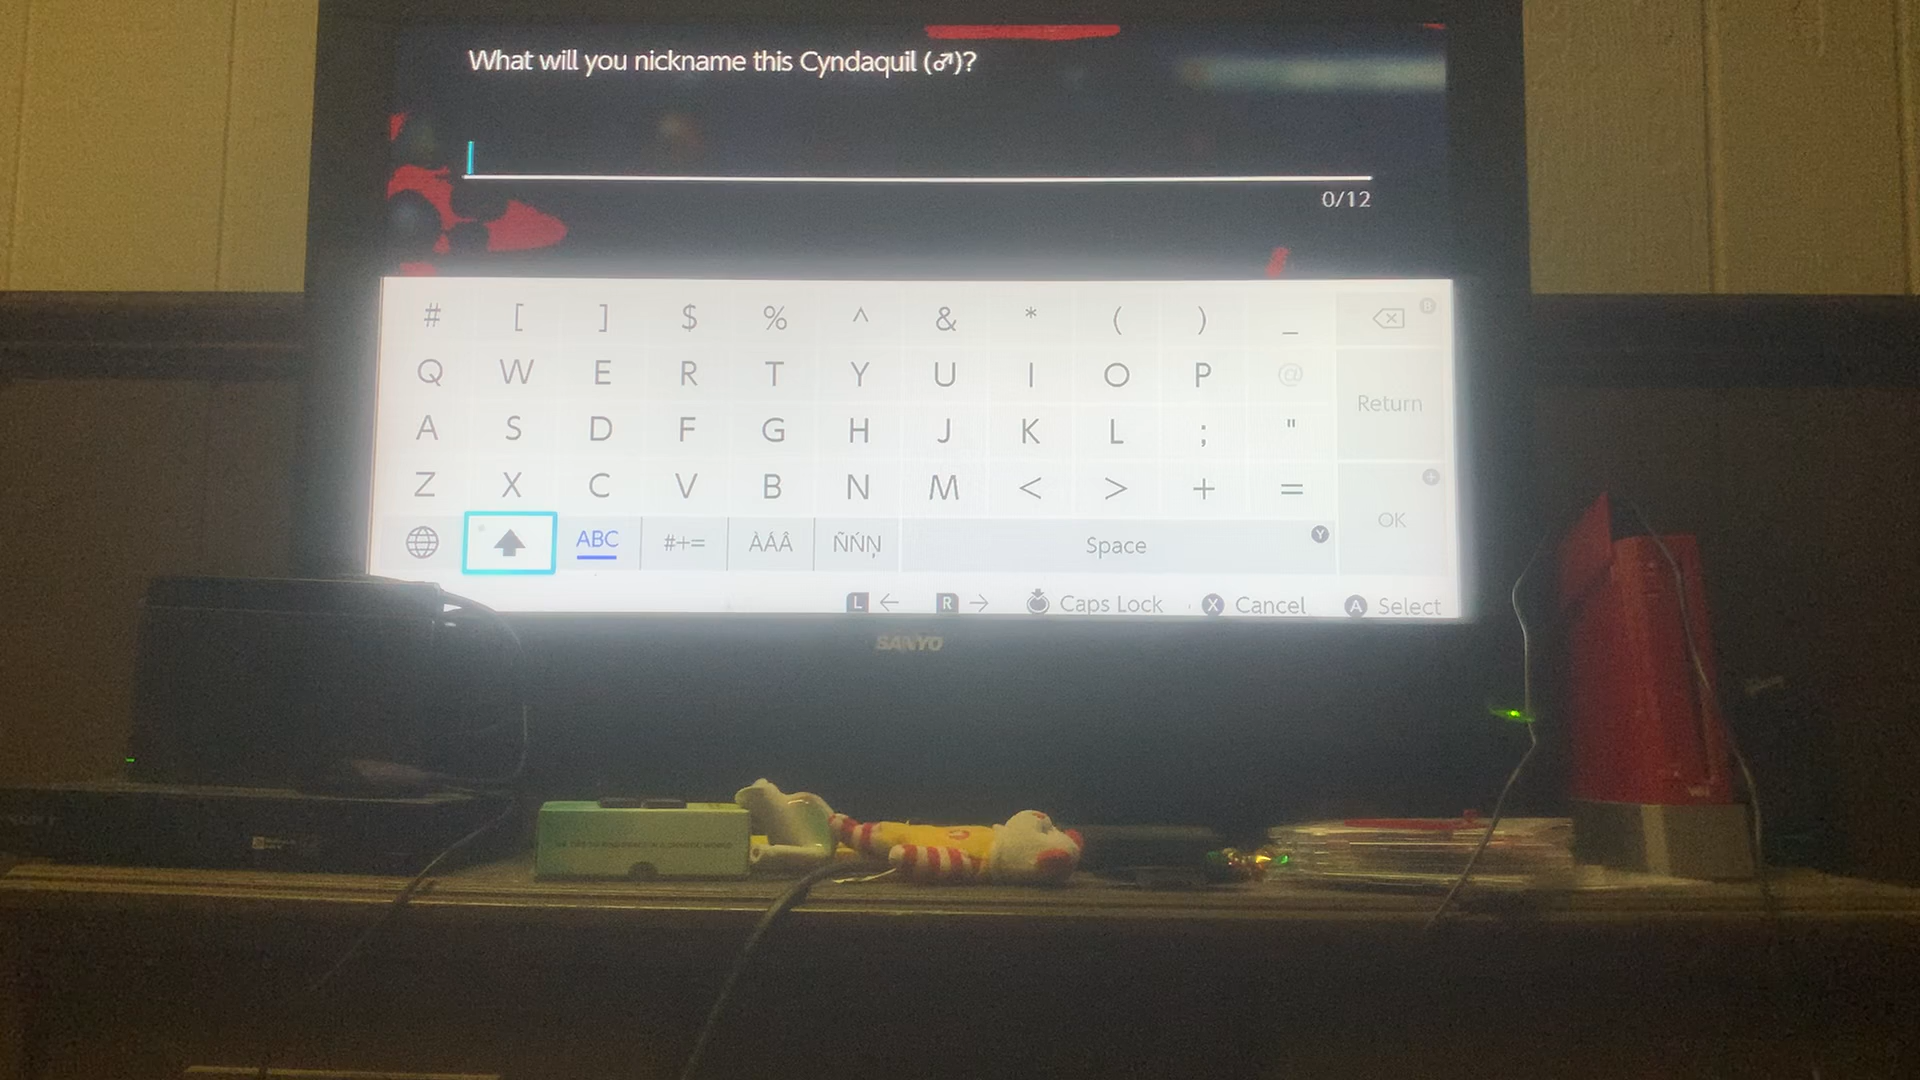 What will you nickname this Cyndaquil (♂)?
0/12
# [ ] $ % ^ & * ( ) _
Q W E R T Y U I O P @
Return
A S D F G H J K L ; "
Z X C V B N M < > + =
OK
ABC #+= ÀÁÂ ÑŃŅ Space Y
L ← R → Caps Lock X Cancel A Select
SANYO
Wii